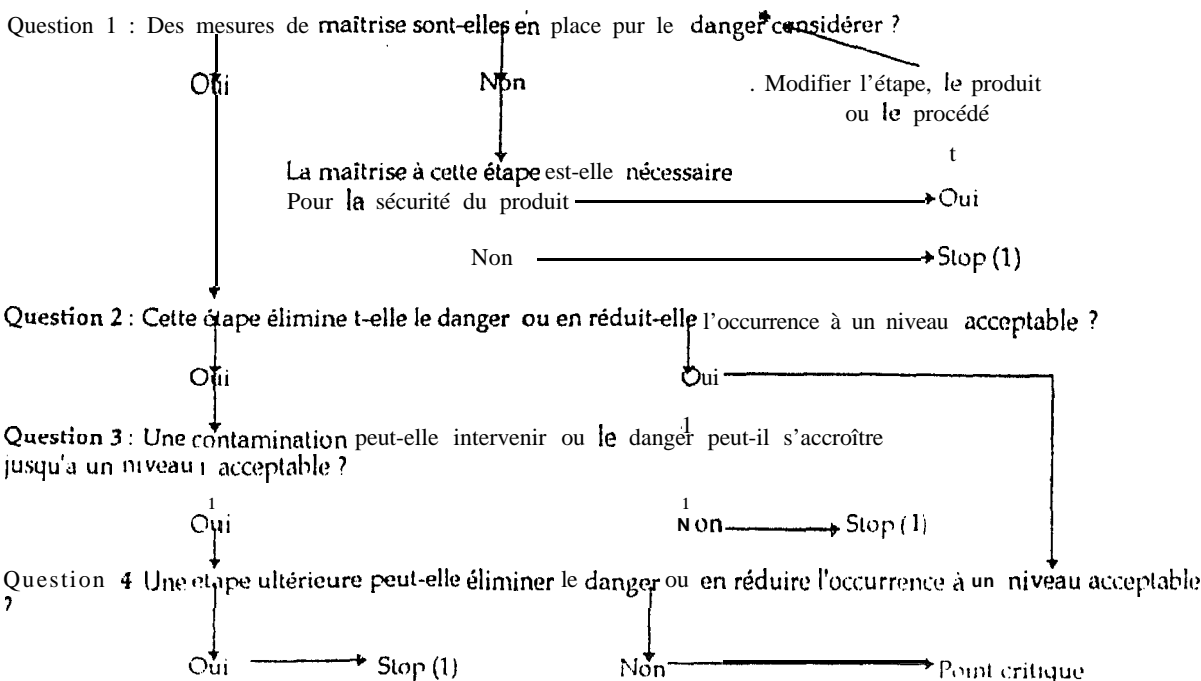 Question 1 : Des mesures de maîtrise sont-elles en place pur le danger considérer ?
Oui Non . Modifier l'étape, le produit
ou le procédé
t
La maîtrise à cette étape est-elle nécessaire
Pour la sécurité du produit Oui
Non Stop (1)
Question 2 : Cette étape élimine t-elle le danger ou en réduit-elle l'occurrence à un niveau acceptable ?
Oui Oui
Question 3 : Une contamination peut-elle intervenir ou le danger peut-il s'accroître
1
jusqu'a un niveau acceptable ?
1 1
Oui Non Stop (1)
Question 4 Une etape ultérieure peut-elle éliminer le danger ou en réduire l'occurrence à un niveau acceptable
?
Oui Stop (1) Non Point critique